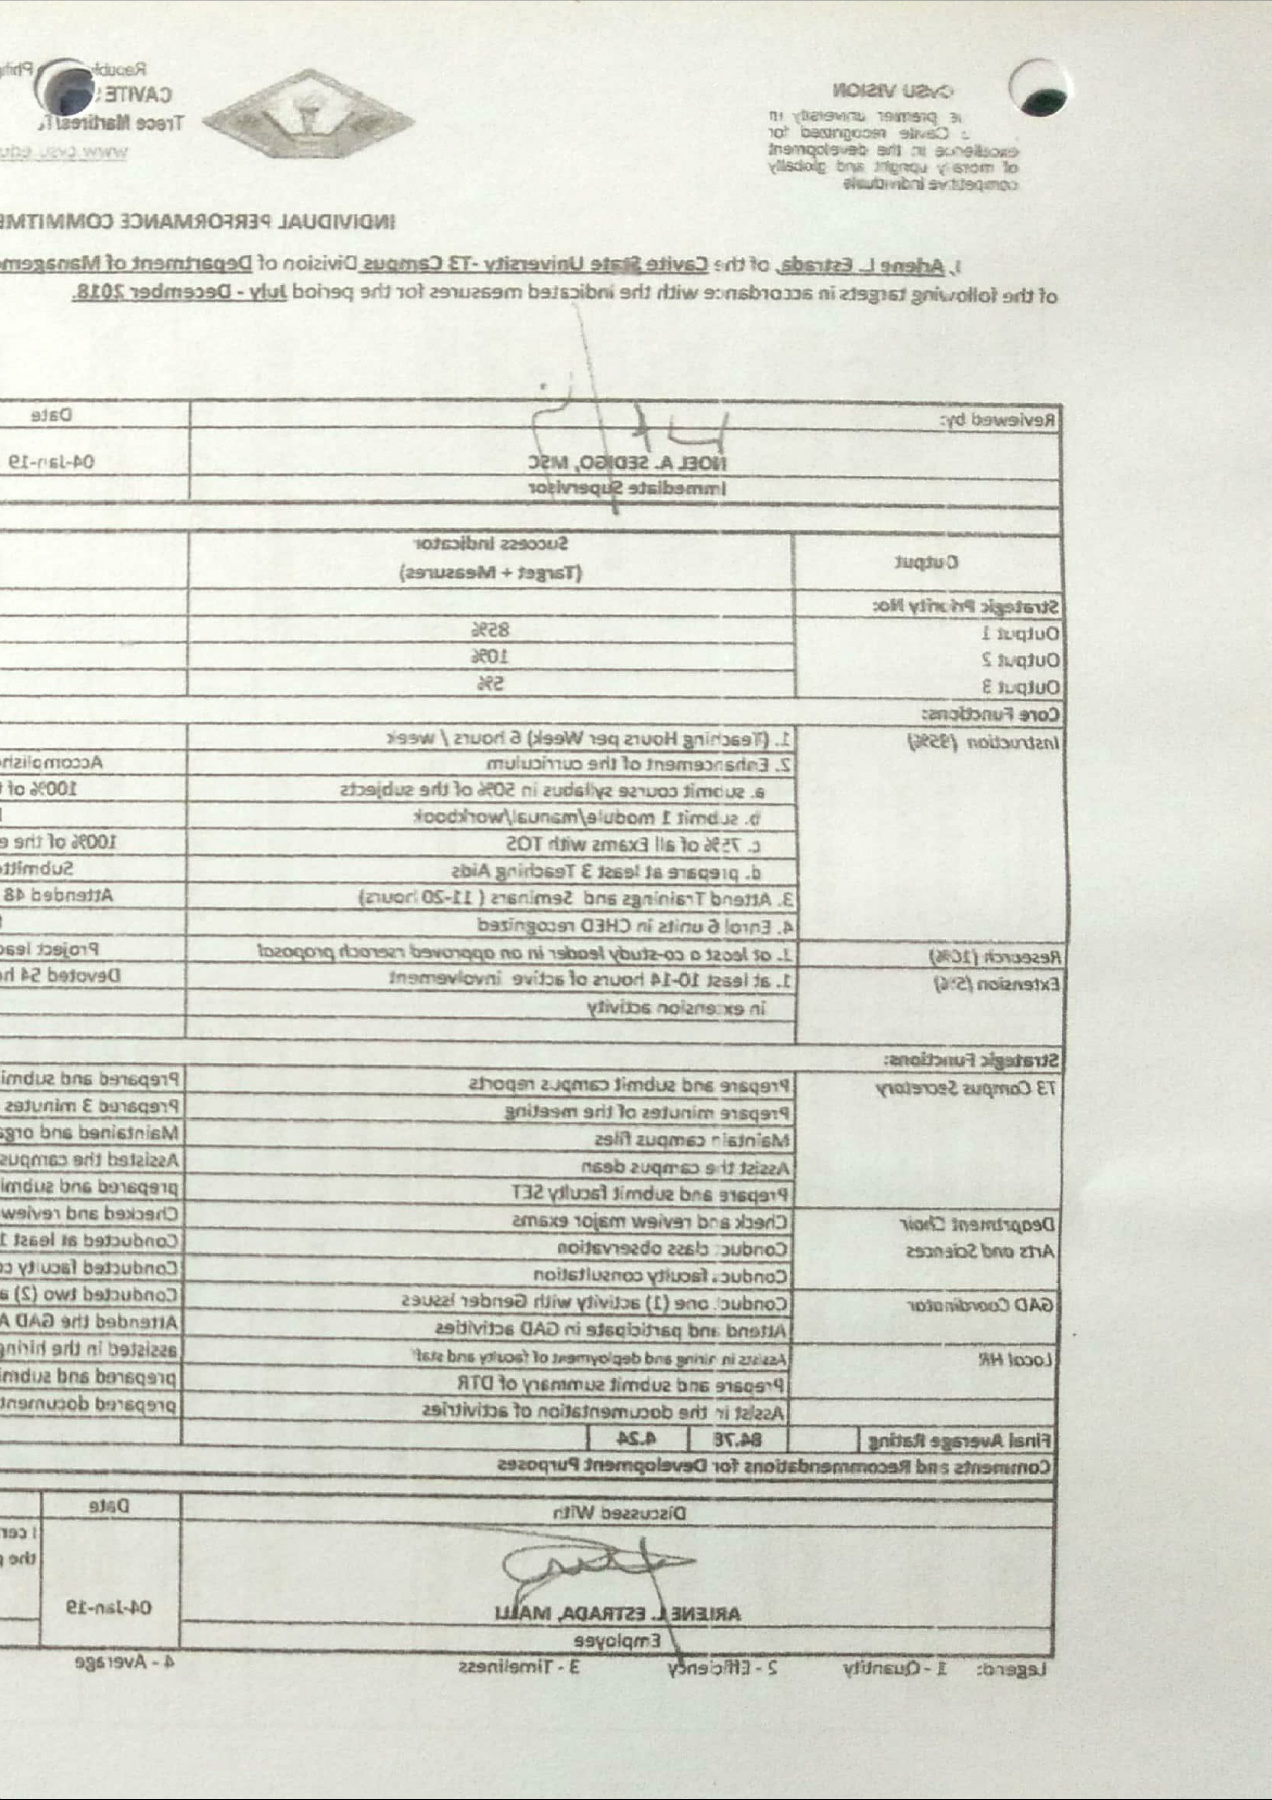 CvSU VISION
premier university in
Cavite recognized for
excellence in the development
of morally upright and globally
competitive individuals
CAVITE
Trece Martires
www.cvsu.edu
INDIVIDUAL PERFORMANCE COMMITME
I, Arlene L. Estrada, of the Cavite State University -T3 Campus Division of Department of Managem
of the following targets in accordance with the indicated measures for the period July - December 2018.
Reviewed by: Date
NOEL A. SEDIGO, MSC 04-Jan-19
Immediate Supervisor
Output Success Indicator
(Target + Measures)
Strategic Priority No:
Output 1 85%
Output 2 10%
Output 3 5%
Core Functions:
Instruction 1. (Teaching Hours per Week) 6 hours / week
2. Enhancement of the curriculum Accomplish
a. submit course syllabus in 50% of the subjects 100% of
b. submit 1 module/manual/workbook
c. 75% of all Exams with TOS 100% of the e
d. prepare at least 3 Teaching Aids Submitte
3. Attend Trainings and Seminars ( 11-20 hours) Attended 48
4. Enrol 6 units in CHED recognized
Research (10%) 1. at least a co-study leader in an approved reserach proposal Project lea
Extension (5%) 1. at least 10-14 hours of active involvement Devoted 54 h
in extension activity
Strategic Functions:
T3 Campus Secretary Prepare and submit campus reports Prepared and submi
Prepare minutes of the meeting Prepared 3 minutes
Maintain campus files Maintained and orga
Assist the campus dean Assisted the campus
Prepare and submit faculty SET prepared and submi
Department Chair Check and review major exams Checked and review
Arts and Sciences Conduct class observation Conducted at least 1
Conduct faculty consultation Conducted faculty co
GAD Coordinator Conduct one (1) activity with Gender issues Conducted two (2) a
Attend and participate in GAD activities Attended the GAD A
Local HR Assists in hiring and deployment of faculty and staff assisted in the hiring
Prepare and submit summary of DTR prepared and submi
Assist in the documentation of activitries prepared document
Final Average Rating 84.76 4.24
Comments and Recommendations for Development Purposes
Discussed With Date
I cer
the
ARLENE L. ESTRADA, MALLI 04-Jan-19
Employee
Legend: 1 - Quantity 2 - Efficiency 3 - Timeliness 4 - Average